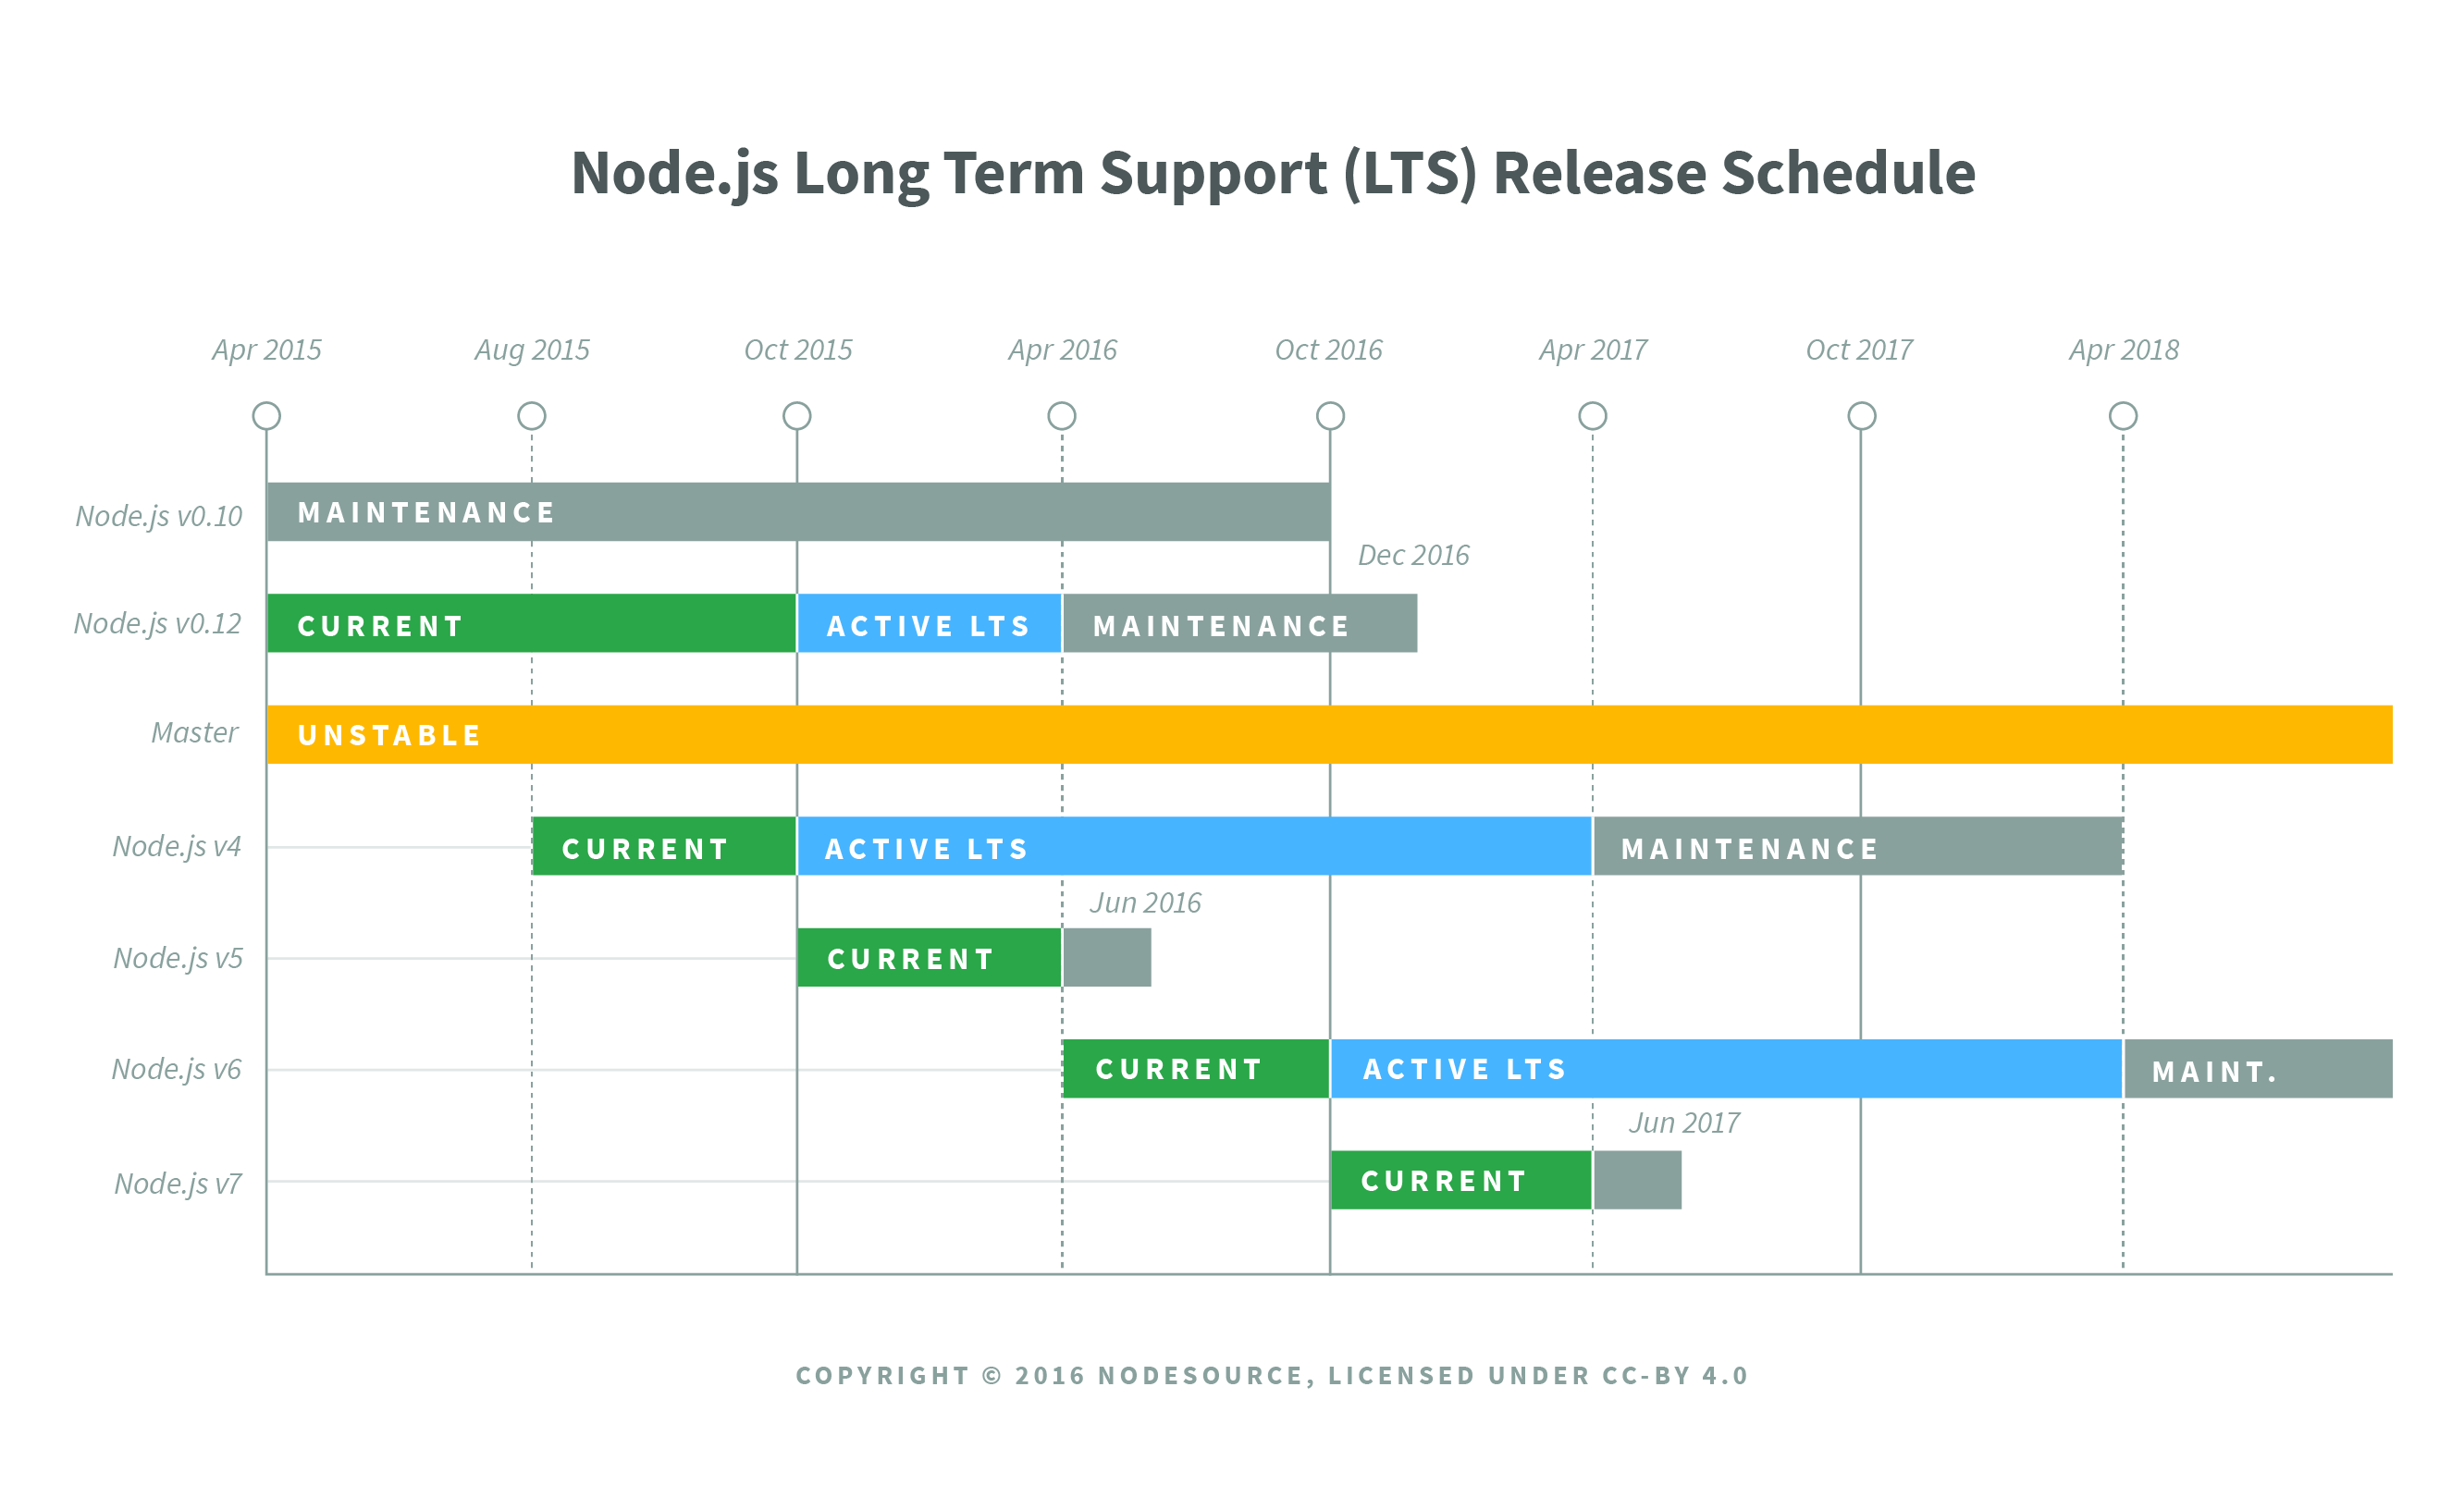 Node.js Long Term Support (LTS) Release Schedule
Apr 2015 Aug 2015 Oct 2015 Apr 2016 Oct 2016 Apr 2017 Oct 2017 Apr 2018
Node.js v0.10 MAINTENANCE
Dec 2016
Node.js v0.12 CURRENT ACTIVE LTS MAINTENANCE
Master UNSTABLE
Node.js v4 CURRENT ACTIVE LTS MAINTENANCE
Jun 2016
Node.js v5 CURRENT
Node.js v6 CURRENT ACTIVE LTS MAINT.
Jun 2017
Node.js v7 CURRENT
COPYRIGHT © 2016 NODESOURCE, LICENSED UNDER CC-BY 4.0